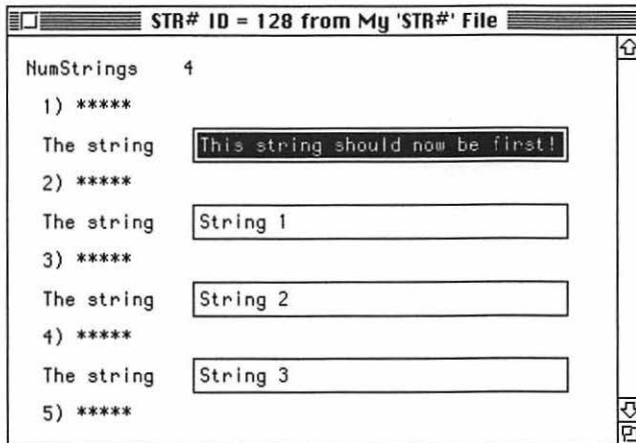 STR# ID = 128 from My 'STR#' File
NumStrings 4
1) *****
The string This string should now be first!
2) *****
The string String 1
3) *****
The string String 2
4) *****
The string String 3
5) *****